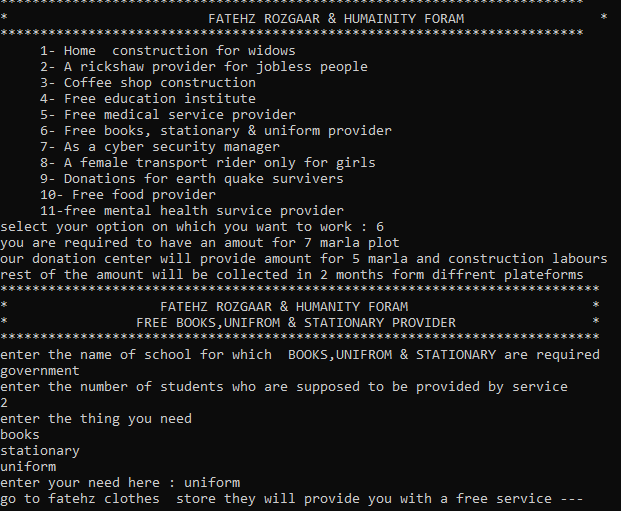 *************************************************************************
* FATEHZ ROZGAAR & HUMAINITY FORAM *
*************************************************************************
1- Home  construction for widows
2- A rickshaw provider for jobless people
3- Coffee shop construction
4- Free education institute
5- Free medical service provider
6- Free books, stationary & uniform provider
7- As a cyber security manager
8- A female transport rider only for girls
9- Donations for earth quake survivers
10- Free food provider
11-free mental health survice provider
select your option on which you want to work : 6
you are required to have an amout for 7 marla plot
our donation center will provide amount for 5 marla and construction labours
rest of the amount will be collected in 2 months form diffrent plateforms
***************************************************************************
* FATEHZ ROZGAAR & HUMANITY FORAM *
* FREE BOOKS,UNIFROM & STATIONARY PROVIDER *
***************************************************************************
enter the name of school for which  BOOKS,UNIFROM & STATIONARY are required
government
enter the number of students who are supposed to be provided by service
2
enter the thing you need
books
stationary
uniform
enter your need here : uniform
go to fatehz clothes  store they will provide you with a free service ---